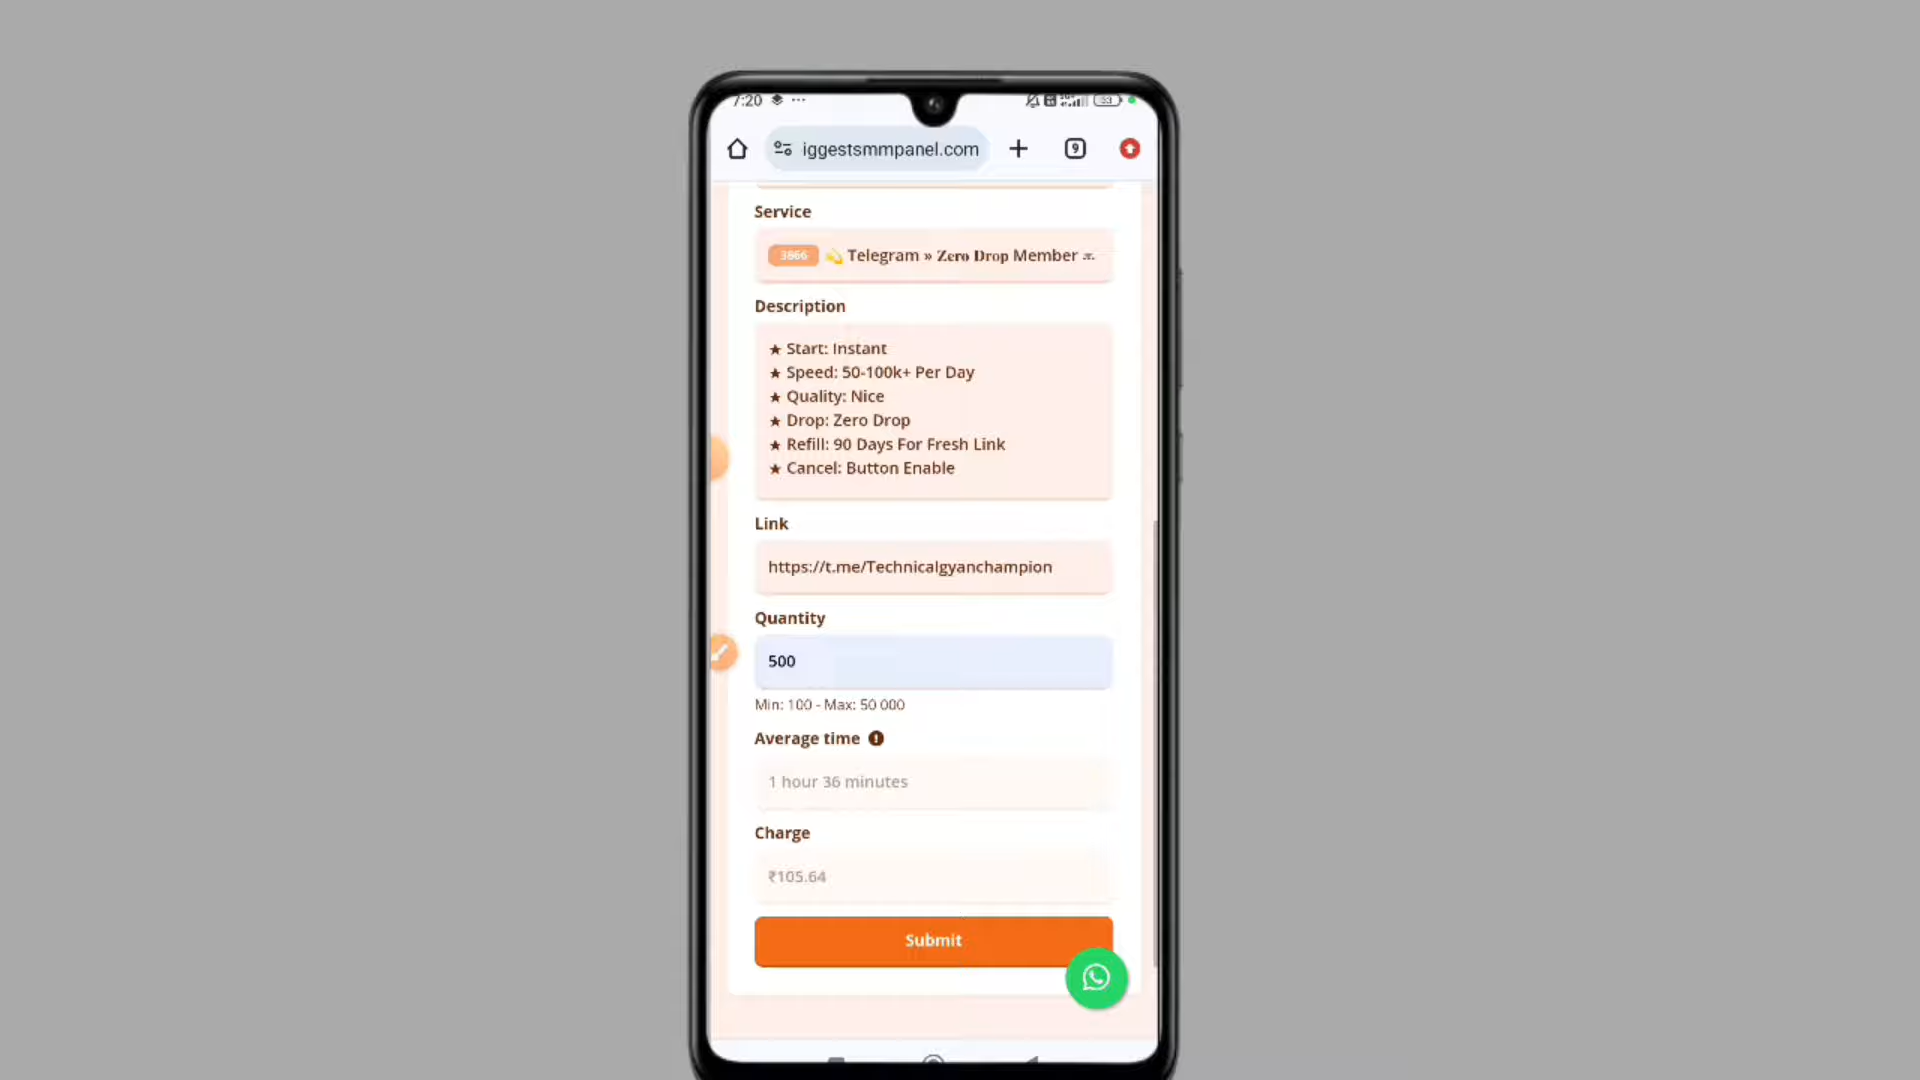 7:20
53
iggestsmmpanel.com
9
Service
3866 Telegram » Zero Drop Member
Description
★ Start: Instant
★ Speed: 50-100k+ Per Day
★ Quality: Nice
★ Drop: Zero Drop
★ Refill: 90 Days For Fresh Link
★ Cancel: Button Enable
Link
https://t.me/Technicalgyanchampion
Quantity
500
Min: 100 - Max: 50 000
Average time
1 hour 36 minutes
Charge
₹105.64
Submit